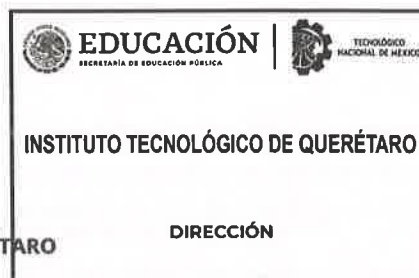 EDUCACIÓN
SECRETARÍA DE EDUCACIÓN PÚBLICA
TECNOLÓGICO
NACIONAL DE MÉXICO
INSTITUTO TECNOLÓGICO DE QUERÉTARO
DIRECCIÓN
TARO